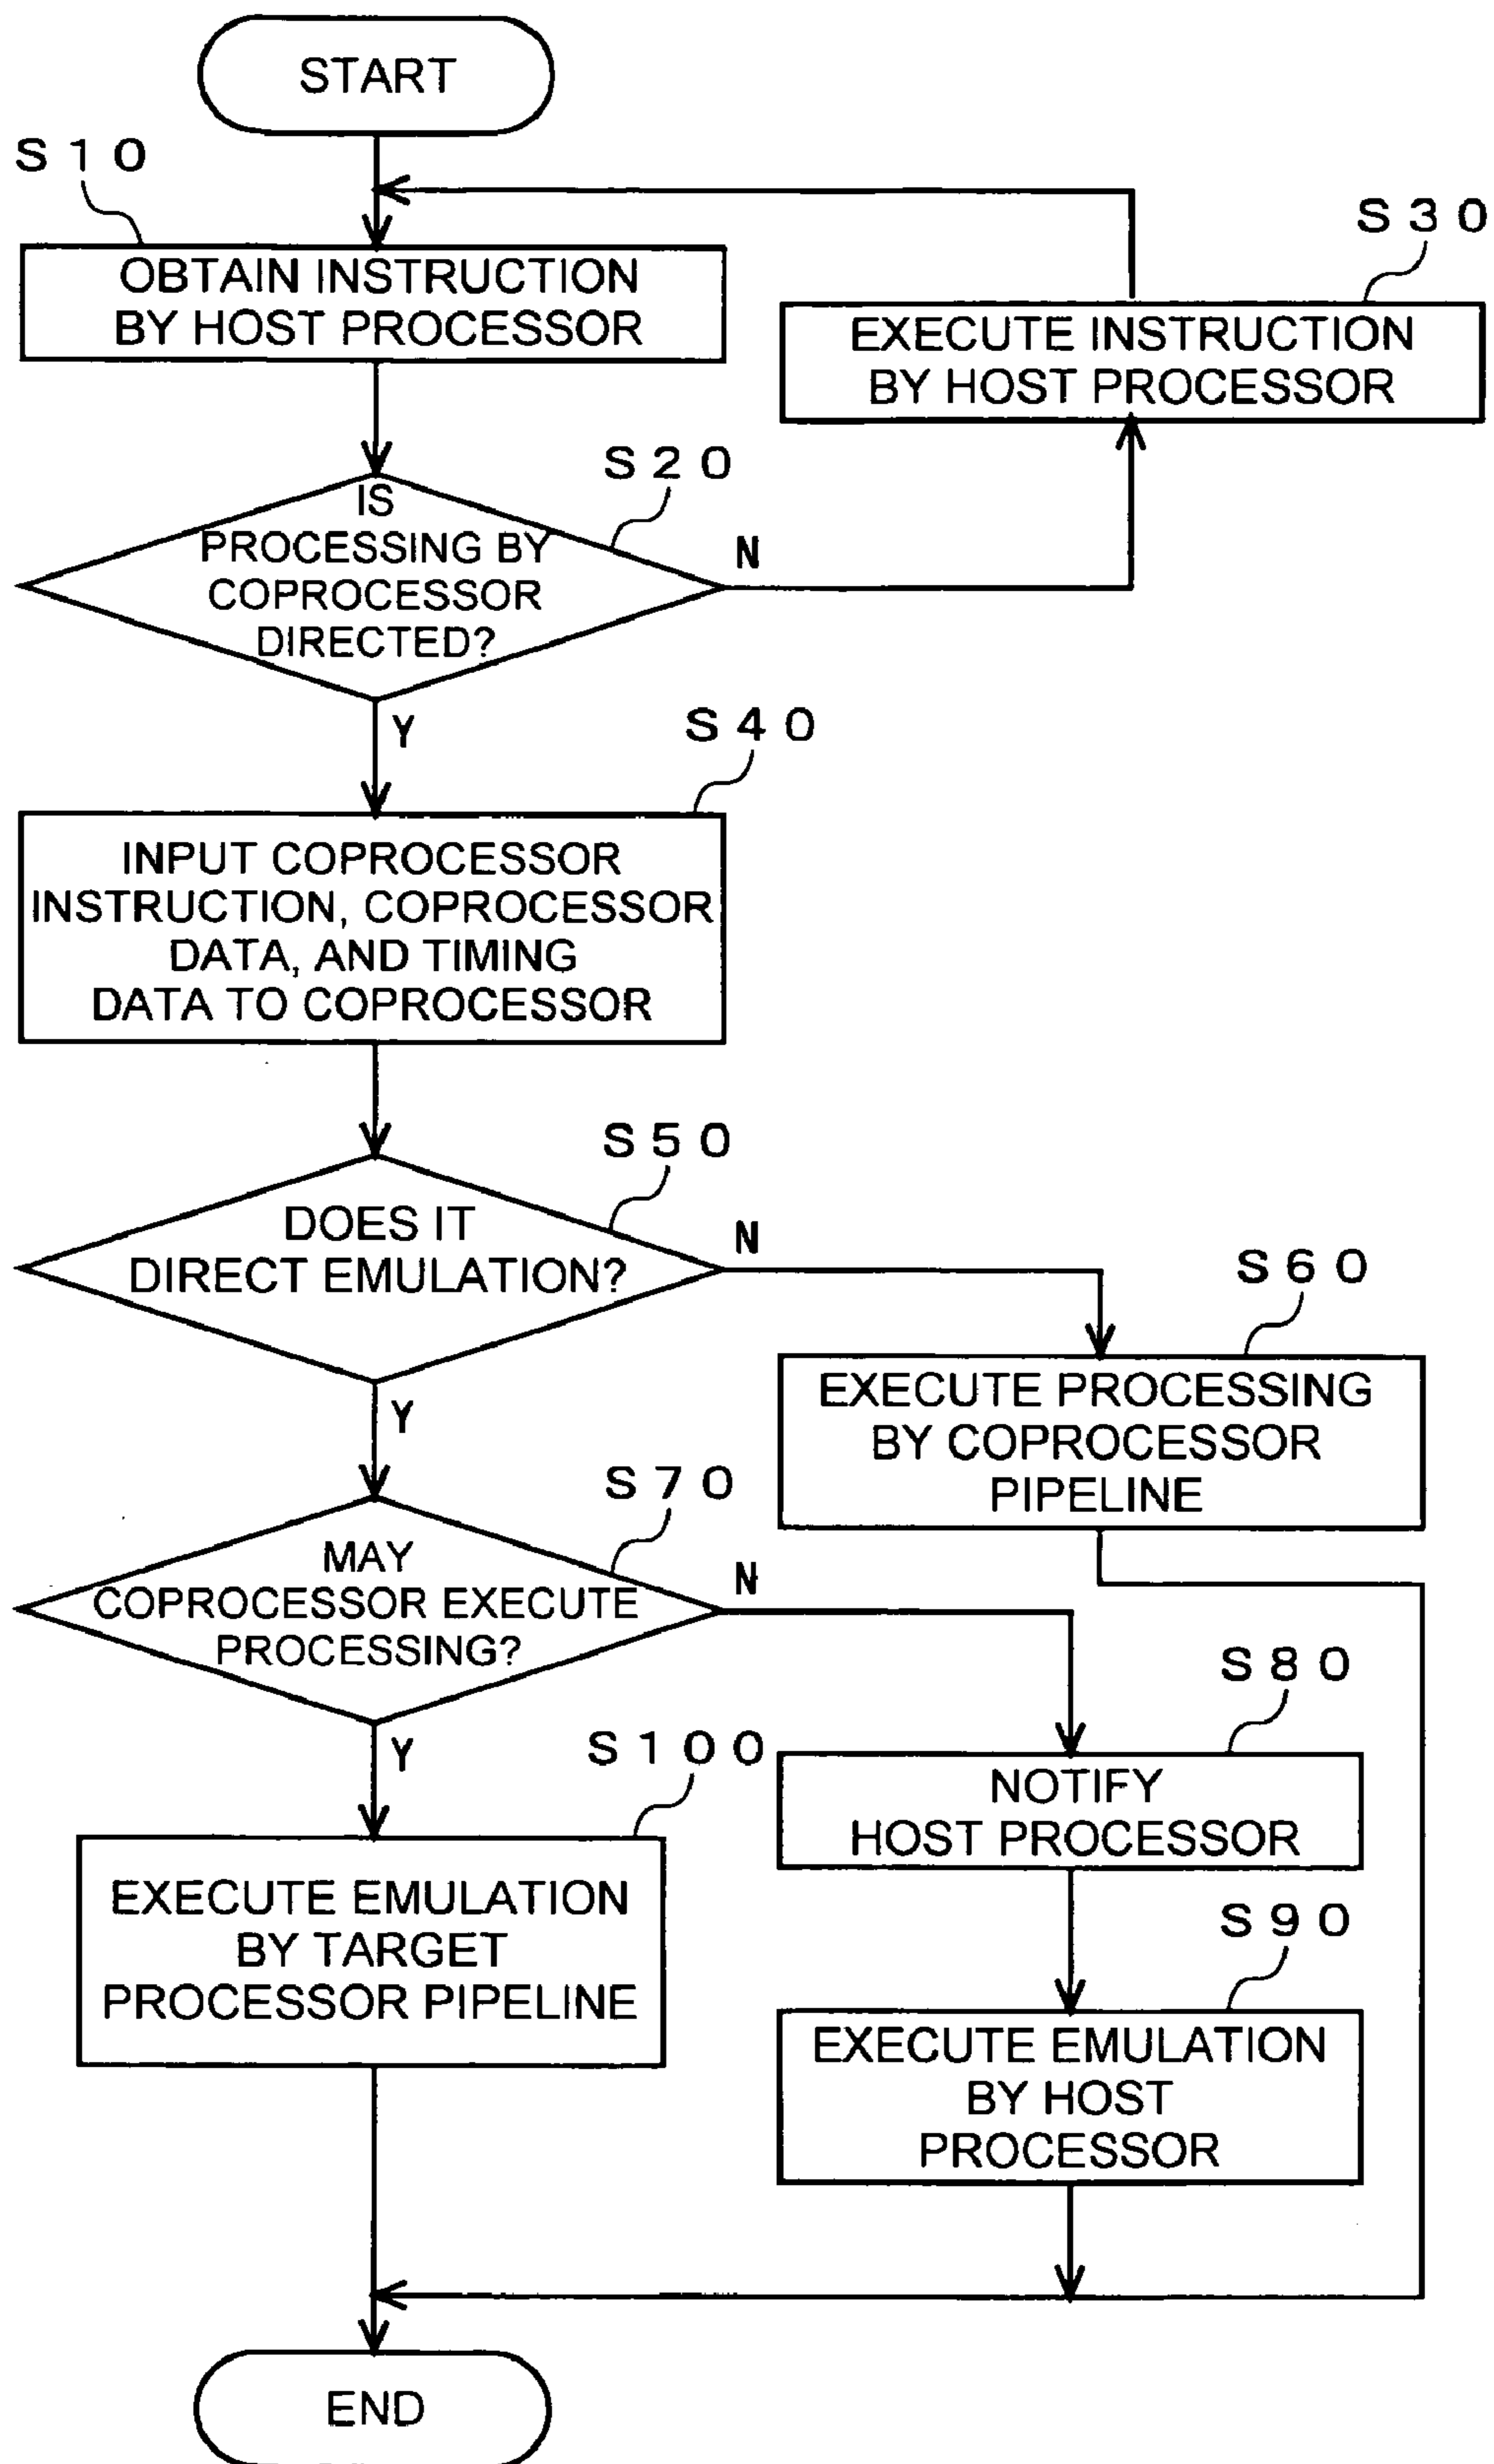 START
S10
OBTAIN INSTRUCTION
BY HOST PROCESSOR
S30
EXECUTE INSTRUCTION
BY HOST PROCESSOR
S20
IS
PROCESSING BY
COPROCESSOR
DIRECTED?
N
Y
S40
INPUT COPROCESSOR
INSTRUCTION, COPROCESSOR
DATA, AND TIMING
DATA TO COPROCESSOR
S50
DOES IT
DIRECT EMULATION?
N
Y
S60
EXECUTE PROCESSING
BY COPROCESSOR
PIPELINE
S70
MAY
COPROCESSOR EXECUTE
PROCESSING?
N
Y
S80
NOTIFY
HOST PROCESSOR
S100
EXECUTE EMULATION
BY TARGET
PROCESSOR PIPELINE
S90
EXECUTE EMULATION
BY HOST
PROCESSOR
END